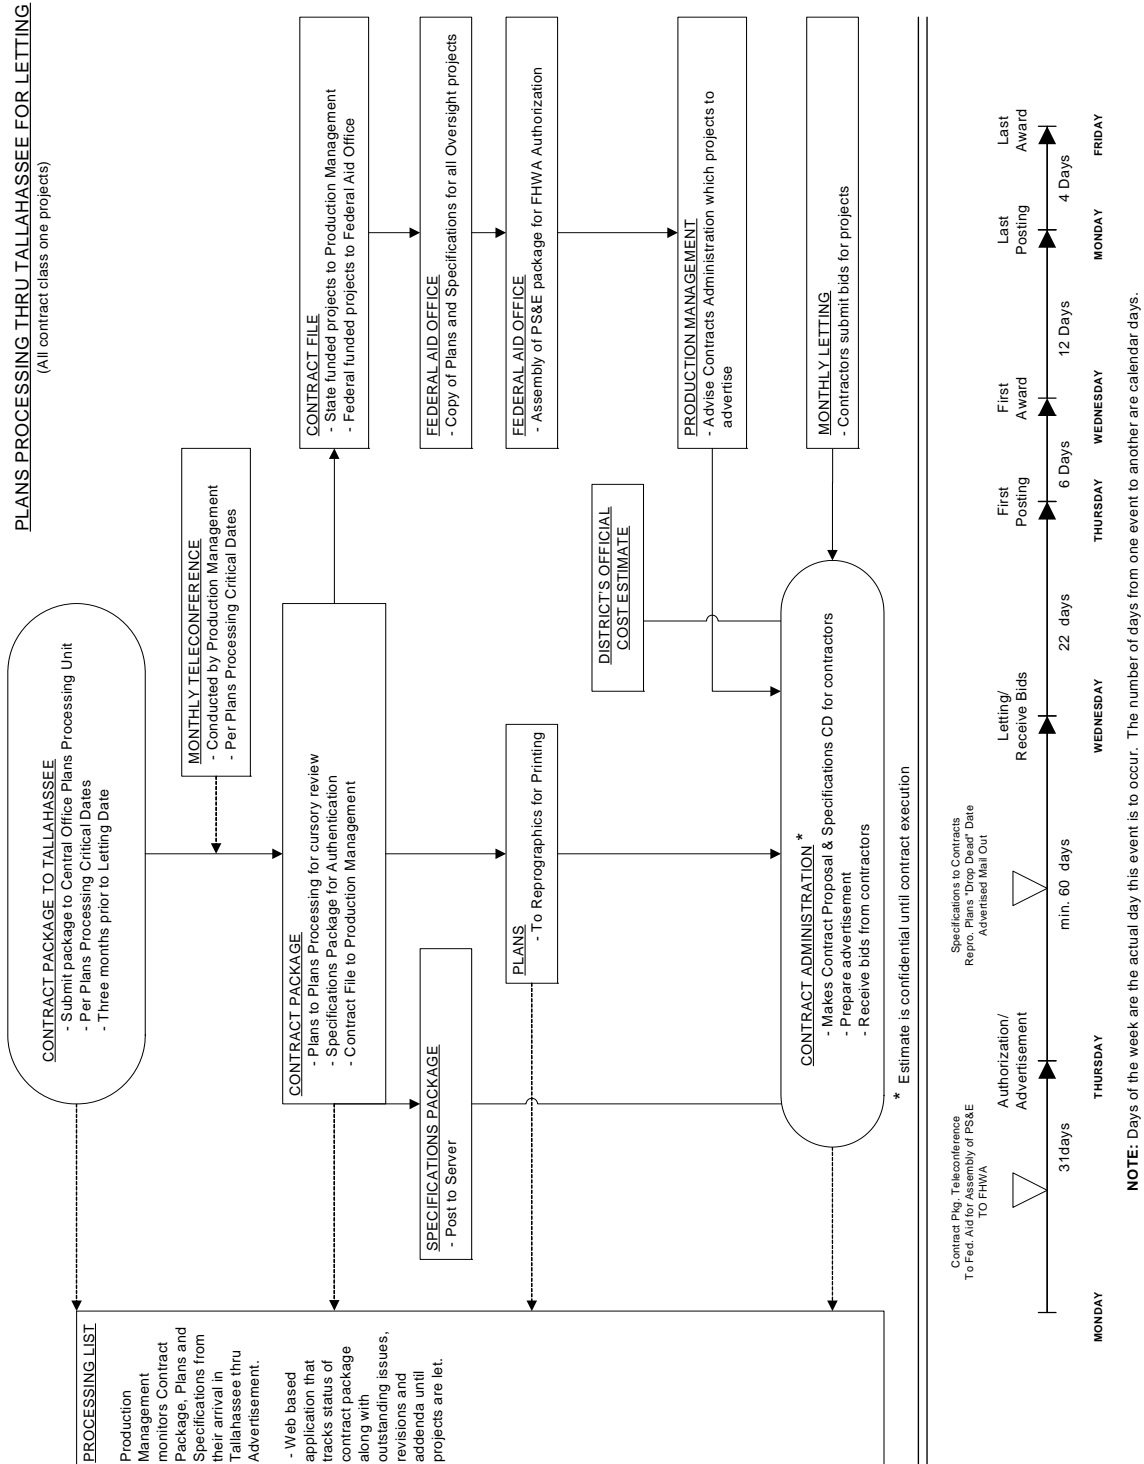 PLANS PROCESSING THRU TALLAHASSEE FOR LETTING
(All contract class one projects)
CONTRACT PACKAGE TO TALLAHASSEE
- Submit package to Central Office Plans Processing Unit
- Per Plans Processing Critical Dates
- Three months prior to Letting Date
MONTHLY TELECONFERENCE
- Conducted by Production Management
- Per Plans Processing Critical Dates
PROCESSING LIST
Production
Management
monitors Contract
Package, Plans and
Specifications from
their arrival in
Tallahassee thru
Advertisement.
- Web based
application that
tracks status of
contract package
along with
outstanding issues,
revisions and
addenda until
projects are let.
CONTRACT PACKAGE
- Plans to Plans Processing for cursory review
- Specifications Package for Authentication
- Contract File to Production Management
CONTRACT FILE
- State funded projects to Production Management
- Federal funded projects to Federal Aid Office
SPECIFICATIONS PACKAGE
- Post to Server
FEDERAL AID OFFICE
- Copy of Plans and Specifications for all Oversight projects
PLANS
- To Reprographics for Printing
FEDERAL AID OFFICE
- Assembly of PS&E package for FHWA Authorization
DISTRICT'S OFFICIAL
COST ESTIMATE
PRODUCTION MANAGEMENT
- Advise Contracts Administration which projects to
advertise
CONTRACT ADMINISTRATION *
- Makes Contract Proposal & Specifications CD for contractors
- Prepare advertisement
- Receive bids from contractors
MONTHLY LETTING
- Contractors submit bids for projects
* Estimate is confidential until contract execution
Contract Pkg. Teleconference
To Fed. Aid for Assembly of PS&E
TO FHWA
Authorization/
Advertisement
Specifications to Contracts
Repro. Plans "Drop Dead" Date
Advertised Mail Out
Letting/
Receive Bids
First
Posting
First
Award
Last
Posting
Last
Award
31days
min. 60 days
22 days
6 Days
12 Days
4 Days
MONDAY
THURSDAY
WEDNESDAY
THURSDAY
WEDNESDAY
MONDAY
FRIDAY
NOTE: Days of the week are the actual day this event is to occur. The number of days from one event to another are calendar days.